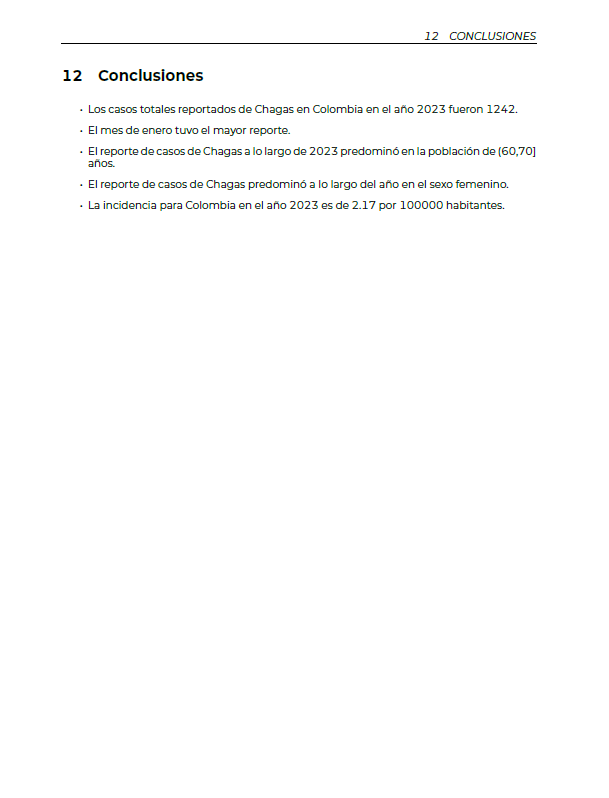 12 CONCLUSIONES
12 Conclusiones
• Los casos totales reportados de Chagas en Colombia en el año 2023 fueron 1242.
• El mes de enero tuvo el mayor reporte.
• El reporte de casos de Chagas a lo largo de 2023 predominó en la población de (60,70]
años.
• El reporte de casos de Chagas predominó a lo largo del año en el sexo femenino.
• La incidencia para Colombia en el año 2023 es de 2.17 por 100000 habitantes.